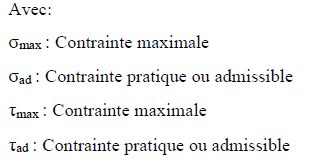 Avec:
σmax : Contrainte maximale
σad : Contrainte pratique ou admissible
τmax : Contrainte maximale
τad : Contrainte pratique ou admissible